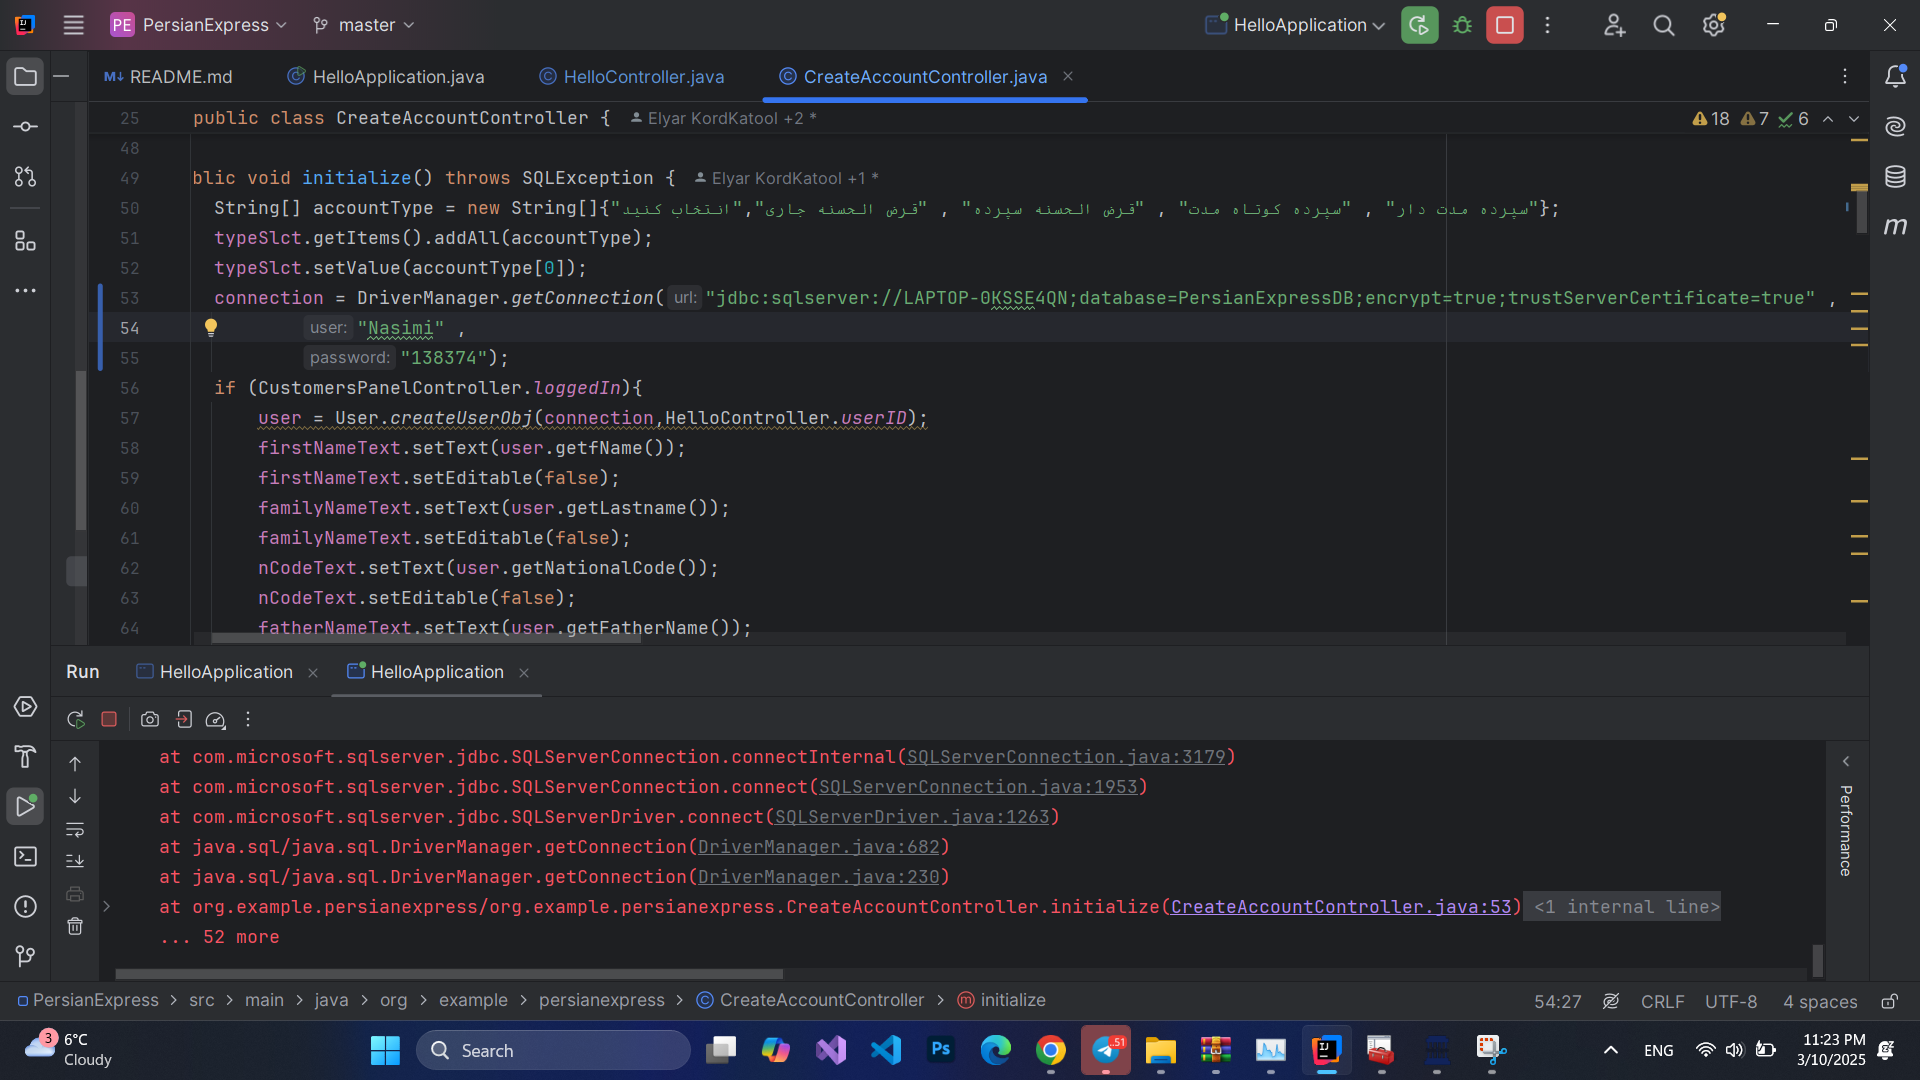 PE PersianExpress master HelloApplication
README.md HelloApplication.java HelloController.java CreateAccountController.java
25 public class CreateAccountController { Elyar KordKatool +2 * 18 7 6
48
49 blic void initialize() throws SQLException { Elyar KordKatool +1 *
50 String[] accountType = new String[]{"انتخاب کنید","قرض الحسنه جاری" , "قرض الحسنه سپرده" , "سپرده کوتاه مدت" , "سپرده مدت دار"};
51 typeSlct.getItems().addAll(accountType);
52 typeSlct.setValue(accountType[0]);
53 connection = DriverManager.getConnection( url: "jdbc:sqlserver://LAPTOP-0KSSE4QN;database=PersianExpressDB;encrypt=true;trustServerCertificate=true" ,
54 user: "Nasimi" ,
55 password: "138374");
56 if (CustomersPanelController.loggedIn){
57 user = User.createUserObj(connection,HelloController.userID);
58 firstNameText.setText(user.getfName());
59 firstNameText.setEditable(false);
60 familyNameText.setText(user.getLastname());
61 familyNameText.setEditable(false);
62 nCodeText.setText(user.getNationalCode());
63 nCodeText.setEditable(false);
64 fatherNameText.setText(user.getFatherName());
Run HelloApplication HelloApplication
at com.microsoft.sqlserver.jdbc.SQLServerConnection.connectInternal(SQLServerConnection.java:3179)
at com.microsoft.sqlserver.jdbc.SQLServerConnection.connect(SQLServerConnection.java:1953)
at com.microsoft.sqlserver.jdbc.SQLServerDriver.connect(SQLServerDriver.java:1263)
at java.sql/java.sql.DriverManager.getConnection(DriverManager.java:682)
at java.sql/java.sql.DriverManager.getConnection(DriverManager.java:230)
at org.example.persianexpress/org.example.persianexpress.CreateAccountController.initialize(CreateAccountController.java:53) <1 internal line>
... 52 more
Performance
PersianExpress > src > main > java > org > example > persianexpress > CreateAccountController > initialize 54:27 CRLF UTF-8 4 spaces
3 6°C
Cloudy
Search
Ps
.51
ENG
11:23 PM
3/10/2025